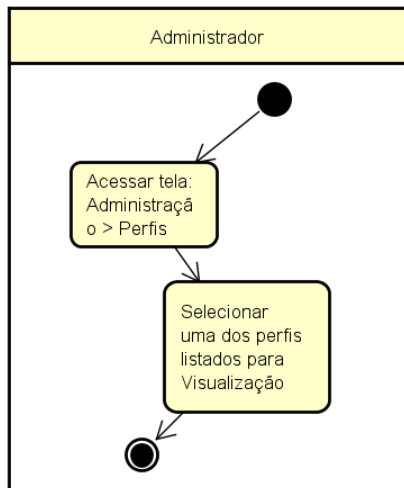 Administrador
Acessar tela:
Administraçã
o > Perfis
Selecionar
uma dos perfis
listados para
Visualização